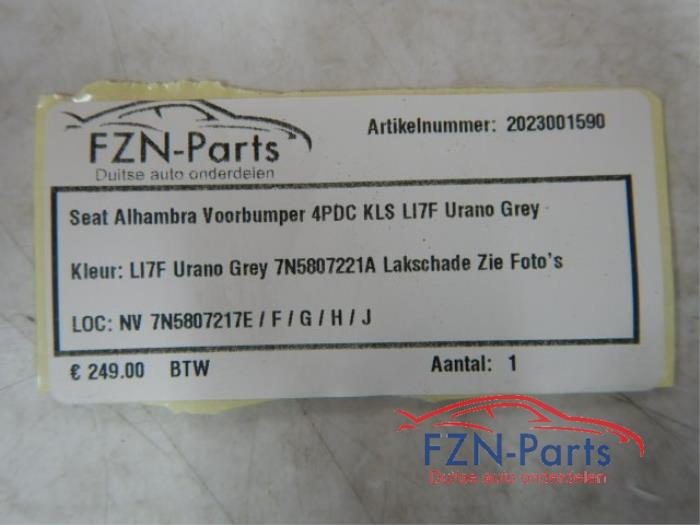 FZN-Parts
Duitse auto onderdelen
Artikelnummer: 2023001590
Seat Alhambra Voorbumper 4PDC KLS LI7F Urano Grey
Kleur: LI7F Urano Grey 7N5807221A Lakschade Zie Foto's
LOC: NV 7N5807217E / F / G / H / J
€ 249.00 BTW
Aantal: 1
FZN-Parts
Duitse auto onderdelen